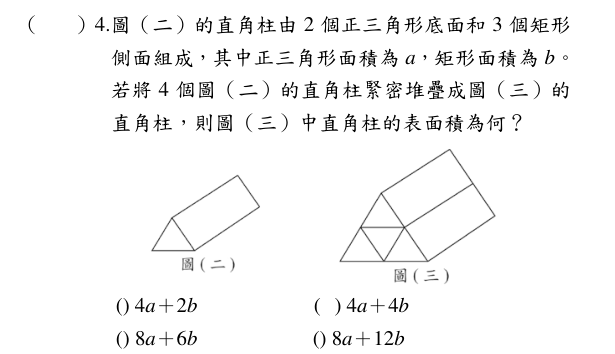 (　　) 4.圖（二）的直角柱由 2 個正三角形底面和 3 個矩形
側面組成，其中正三角形面積為 a，矩形面積為 b。
若將 4 個圖（二）的直角柱緊密堆疊成圖（三）的
直角柱，則圖（三）中直角柱的表面積為何？
圖(二)
圖(三)
() 4a＋2b
( ) 4a＋4b
() 8a＋6b
() 8a＋12b